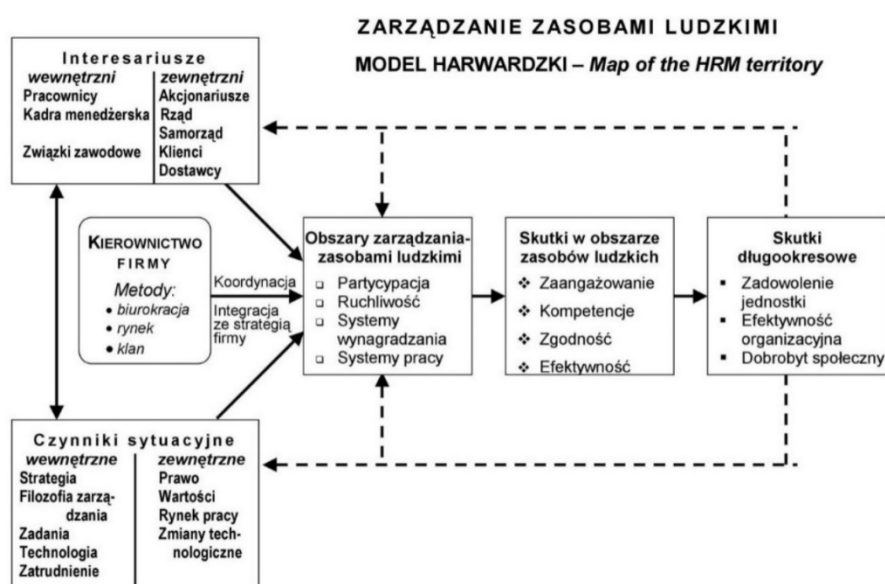 ZARZĄDZANIE ZASOBAMI LUDZKIMI
MODEL HARWARDZKI – Map of the HRM territory
Interesariusze
wewnętrzni
Pracownicy
Kadra menedżerska
Związki zawodowe
zewnętrzni
Akcjonariusze
Rząd
Samorząd
Klienci
Dostawcy
KIEROWNICTWO
FIRMY
Metody:
• biurokracja
• rynek
• klan
Koordynacja
Integracja
ze strategią
firmy
Obszary zarządzania-
zasobami ludzkimi
❑ Partycypacja
❑ Ruchliwość
❑ Systemy
wynagradzania
❑ Systemy pracy
Skutki w obszarze
zasobów ludzkich
❖ Zaangażowanie
❖ Kompetencje
❖ Zgodność
❖ Efektywność
Skutki
długookresowe
▪ Zadowolenie
jednostki
▪ Efektywność
organizacyjna
▪ Dobrobyt społeczny
Czynniki sytuacyjne
wewnętrzne
Strategia
Filozofia zarzą-
dzania
Zadania
Technologia
Zatrudnienie
zewnętrzne
Prawo
Wartości
Rynek pracy
Zmiany tech-
nologiczne